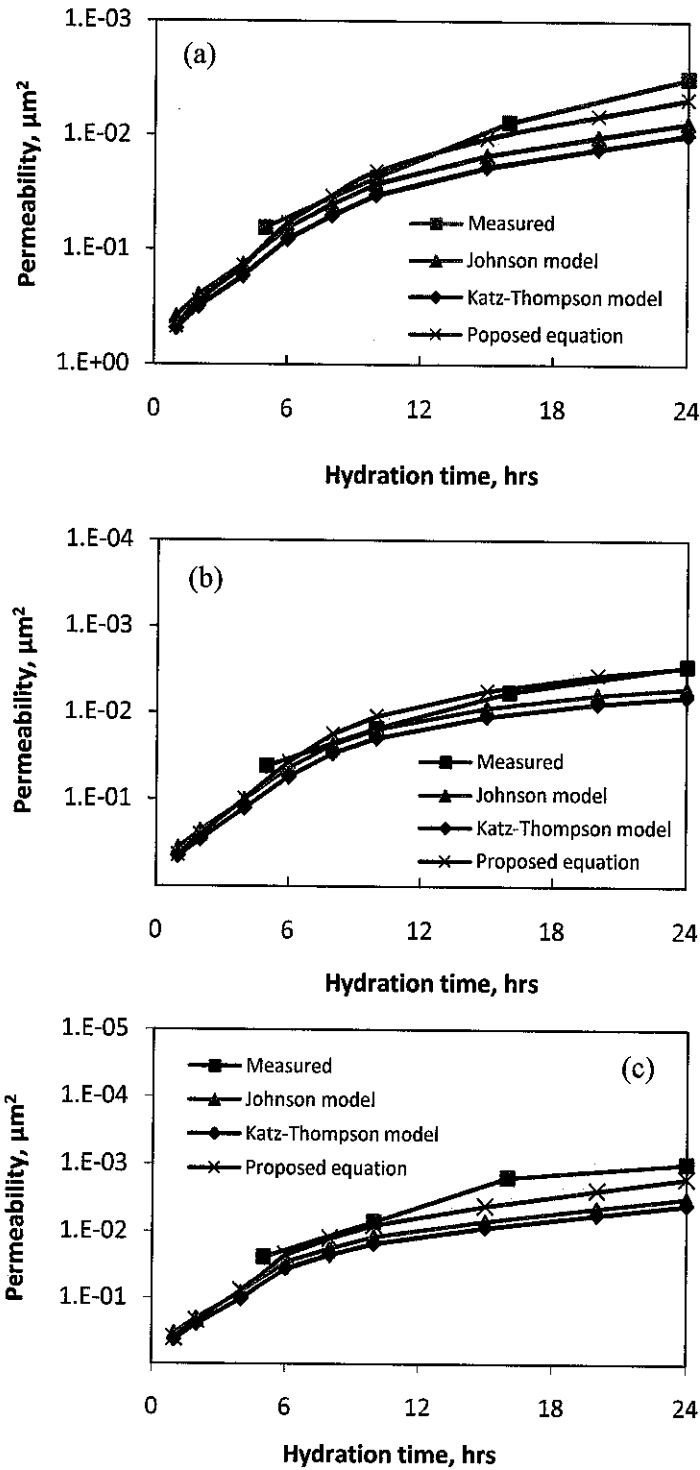 (a)
Permeability, µm²
1.E-03
1.E-02
1.E-01
1.E+00
0 6 12 18 24
Hydration time, hrs
Measured
Johnson model
Katz-Thompson model
Poposed equation
(b)
Permeability, µm²
1.E-04
1.E-03
1.E-02
1.E-01
0 6 12 18 24
Hydration time, hrs
Measured
Johnson model
Katz-Thompson model
Proposed equation
(c)
Permeability, µm²
1.E-05
1.E-04
1.E-03
1.E-02
1.E-01
0 6 12 18 24
Hydration time, hrs
Measured
Johnson model
Katz-Thompson model
Proposed equation